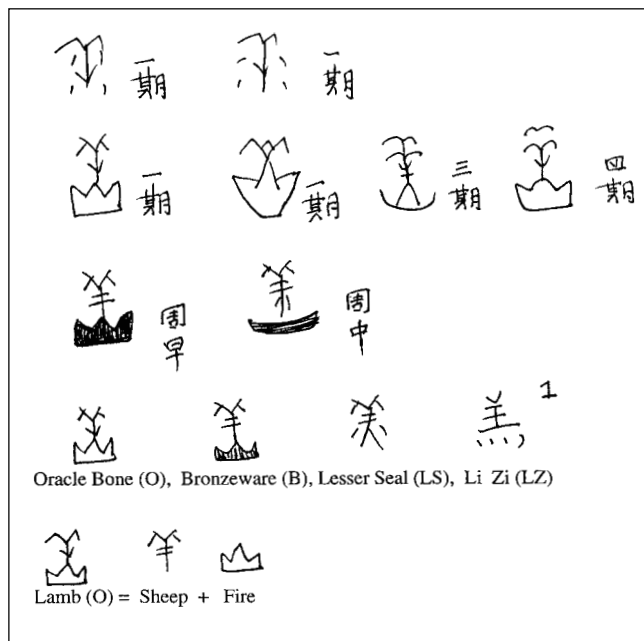 一期 一期
一期 一期 三期 四期
周早 周中
羔 1
Oracle Bone (O), Bronzeware (B), Lesser Seal (LS), Li Zi (LZ)
Lamb (O) = Sheep + Fire